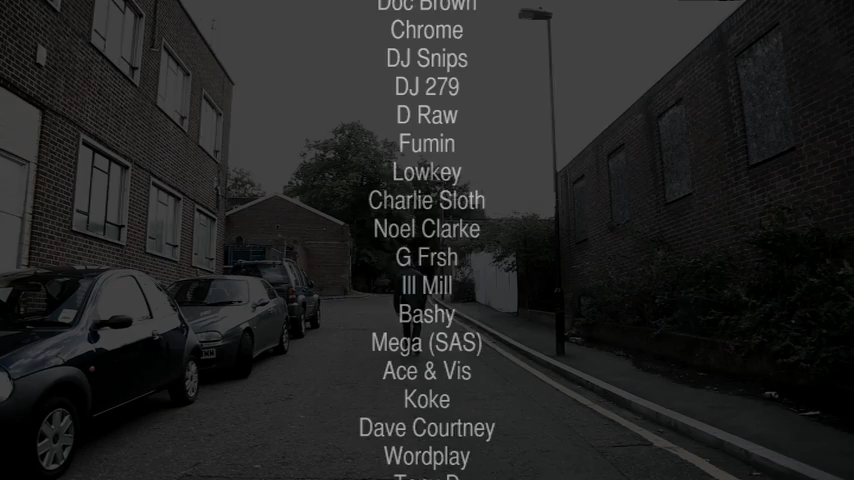 Doc Brown
Chrome
DJ Snips
DJ 279
D Raw
Fumin
Lowkey
Charlie Sloth
Noel Clarke
G Frsh
Ill Mill
Bashy
Mega (SAS)
Ace & Vis
Koke
Dave Courtney
Wordplay